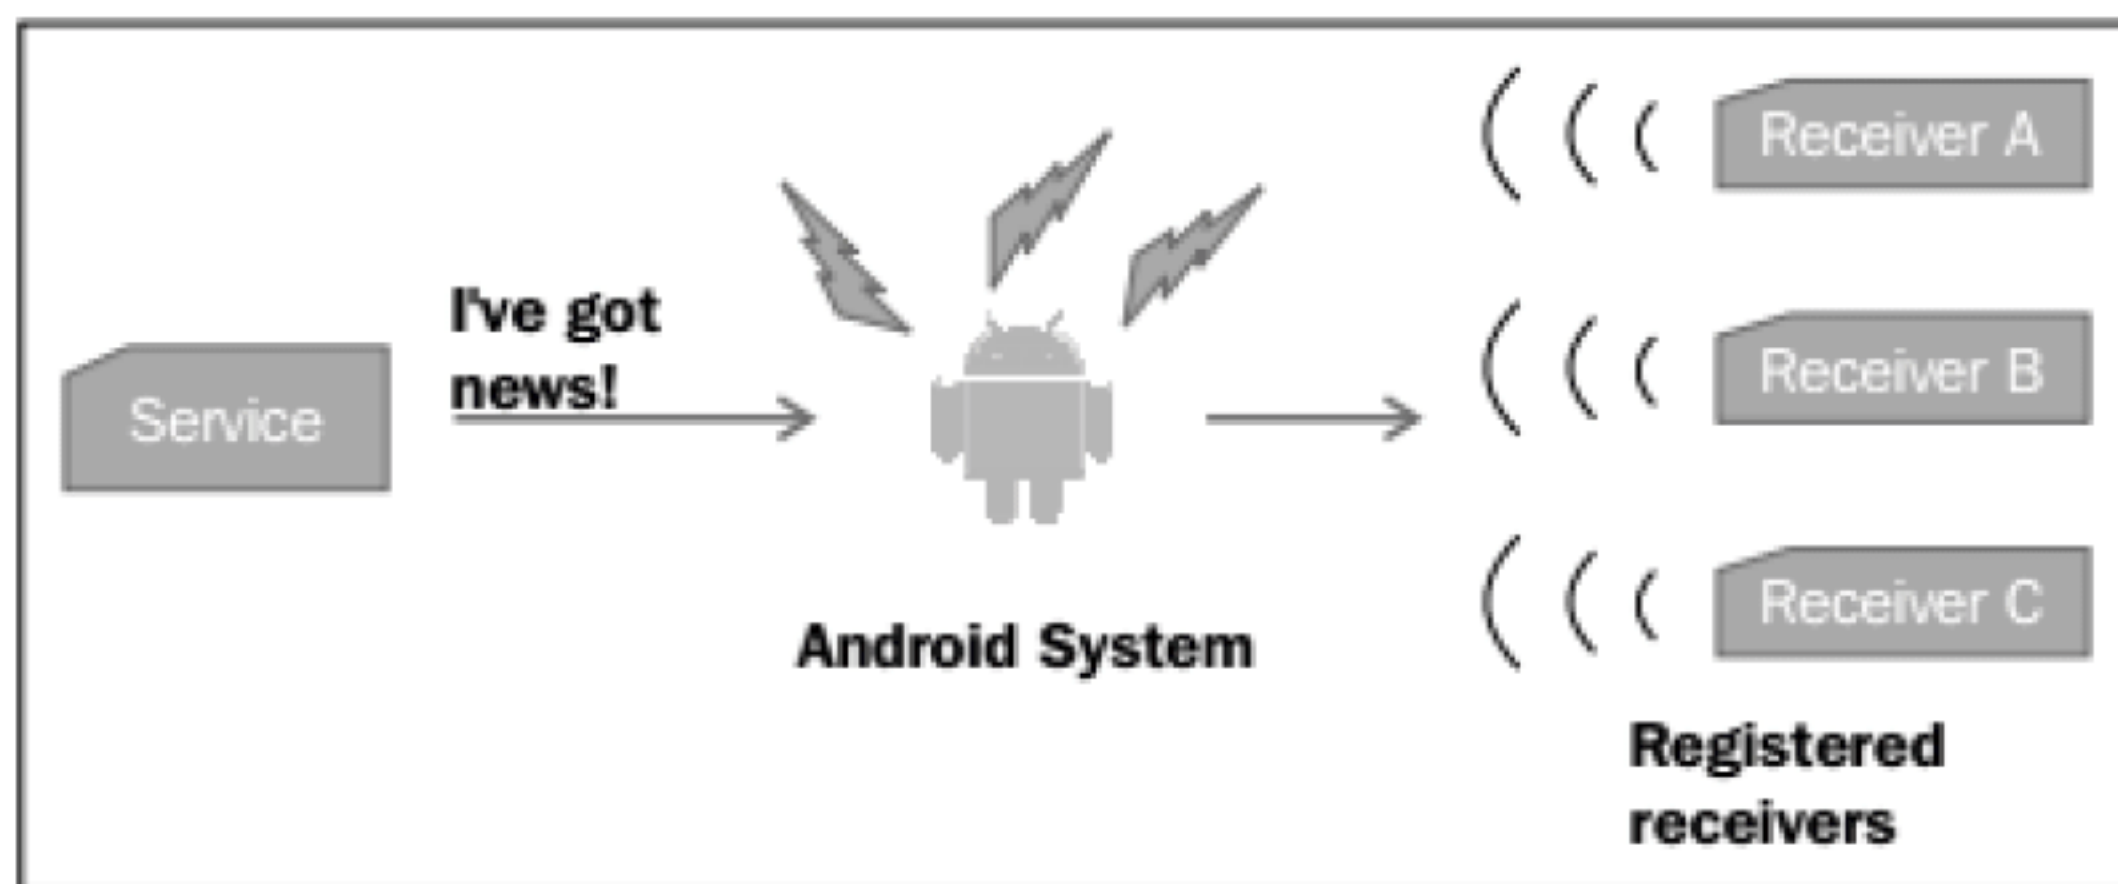 Service
I've got
news!
Android System
Receiver A
Receiver B
Receiver C
Registered
receivers